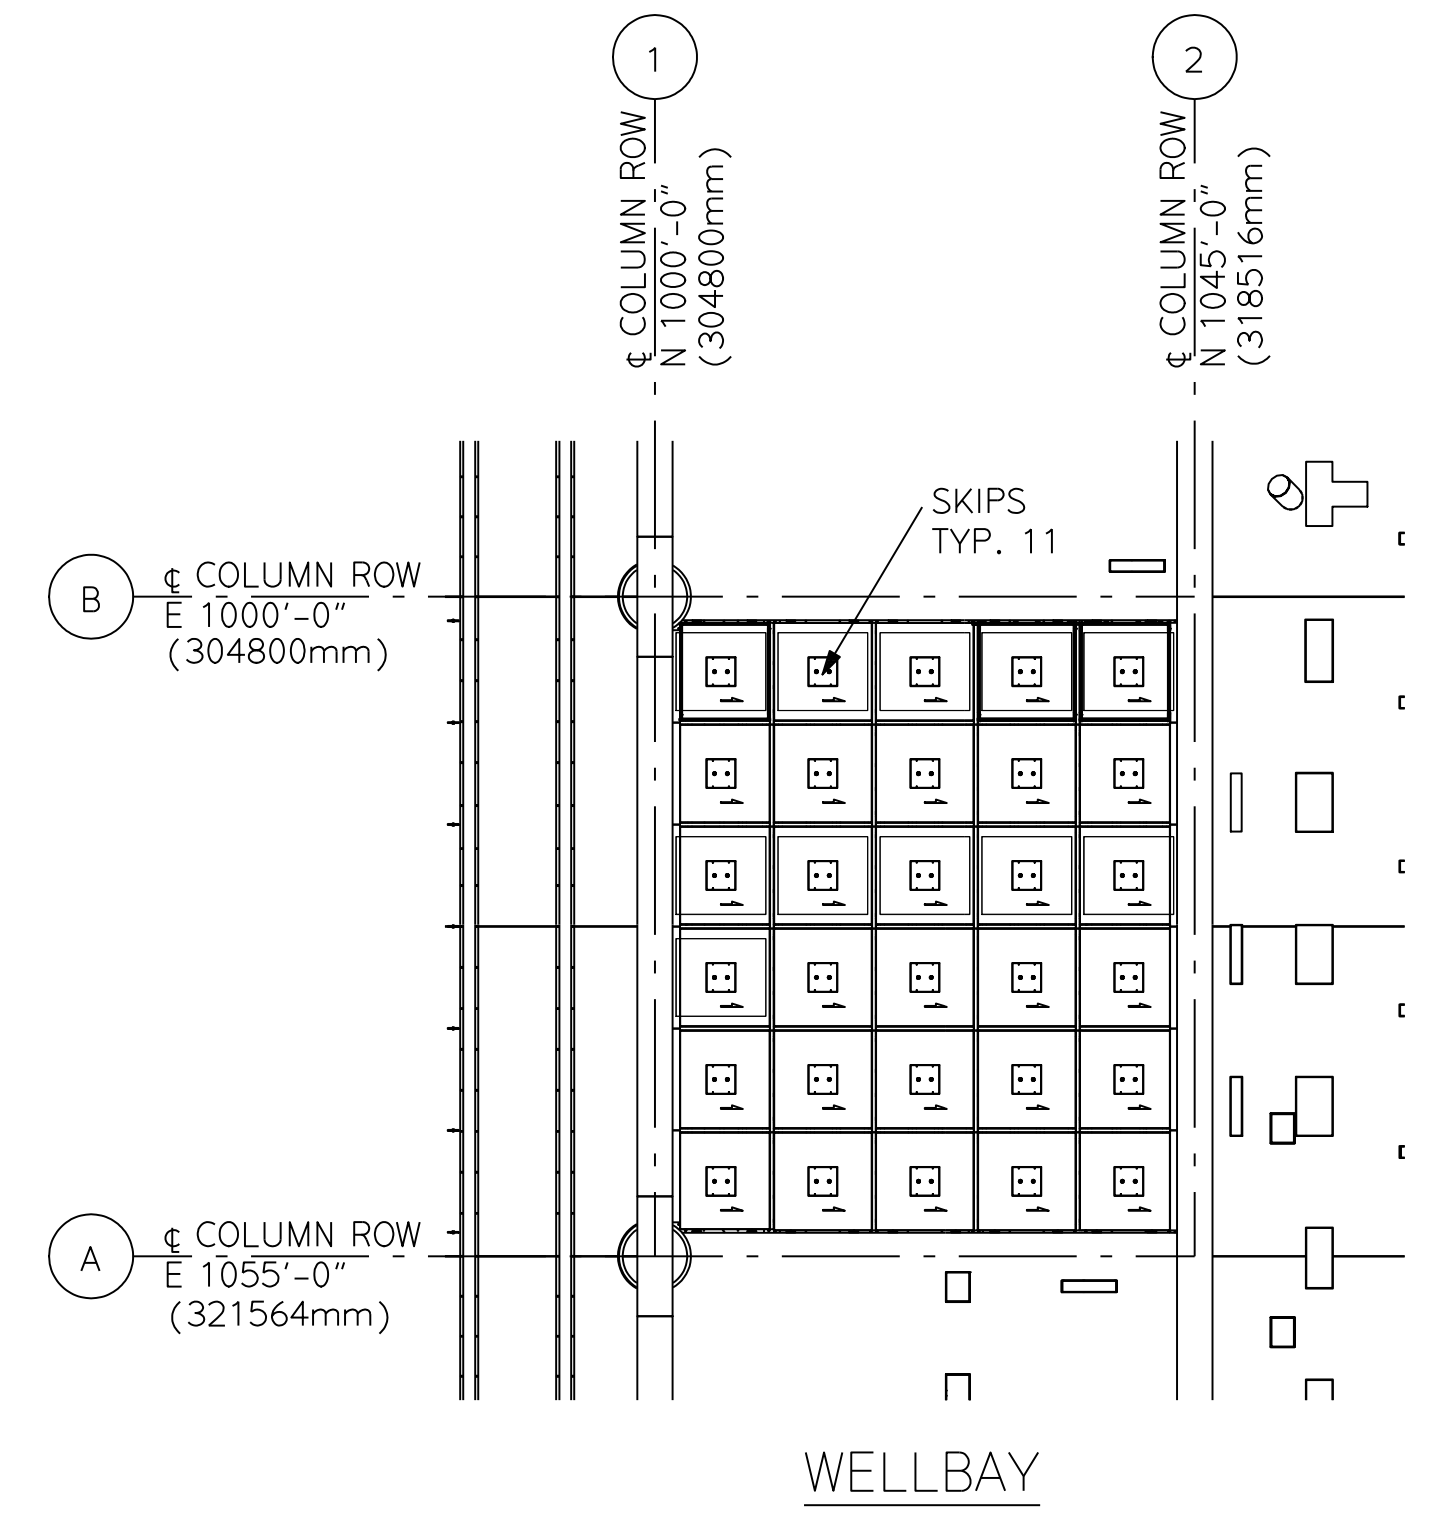 1
2
℄ COLUMN ROW
N 1000'-0"
(304800mm)
℄ COLUMN ROW
N 1045'-0"
(318516mm)
SKIPS
TYP. 11
B
℄ COLUMN ROW
E 1000'-0"
(304800mm)
A
℄ COLUMN ROW
E 1055'-0"
(321564mm)
WELLBAY